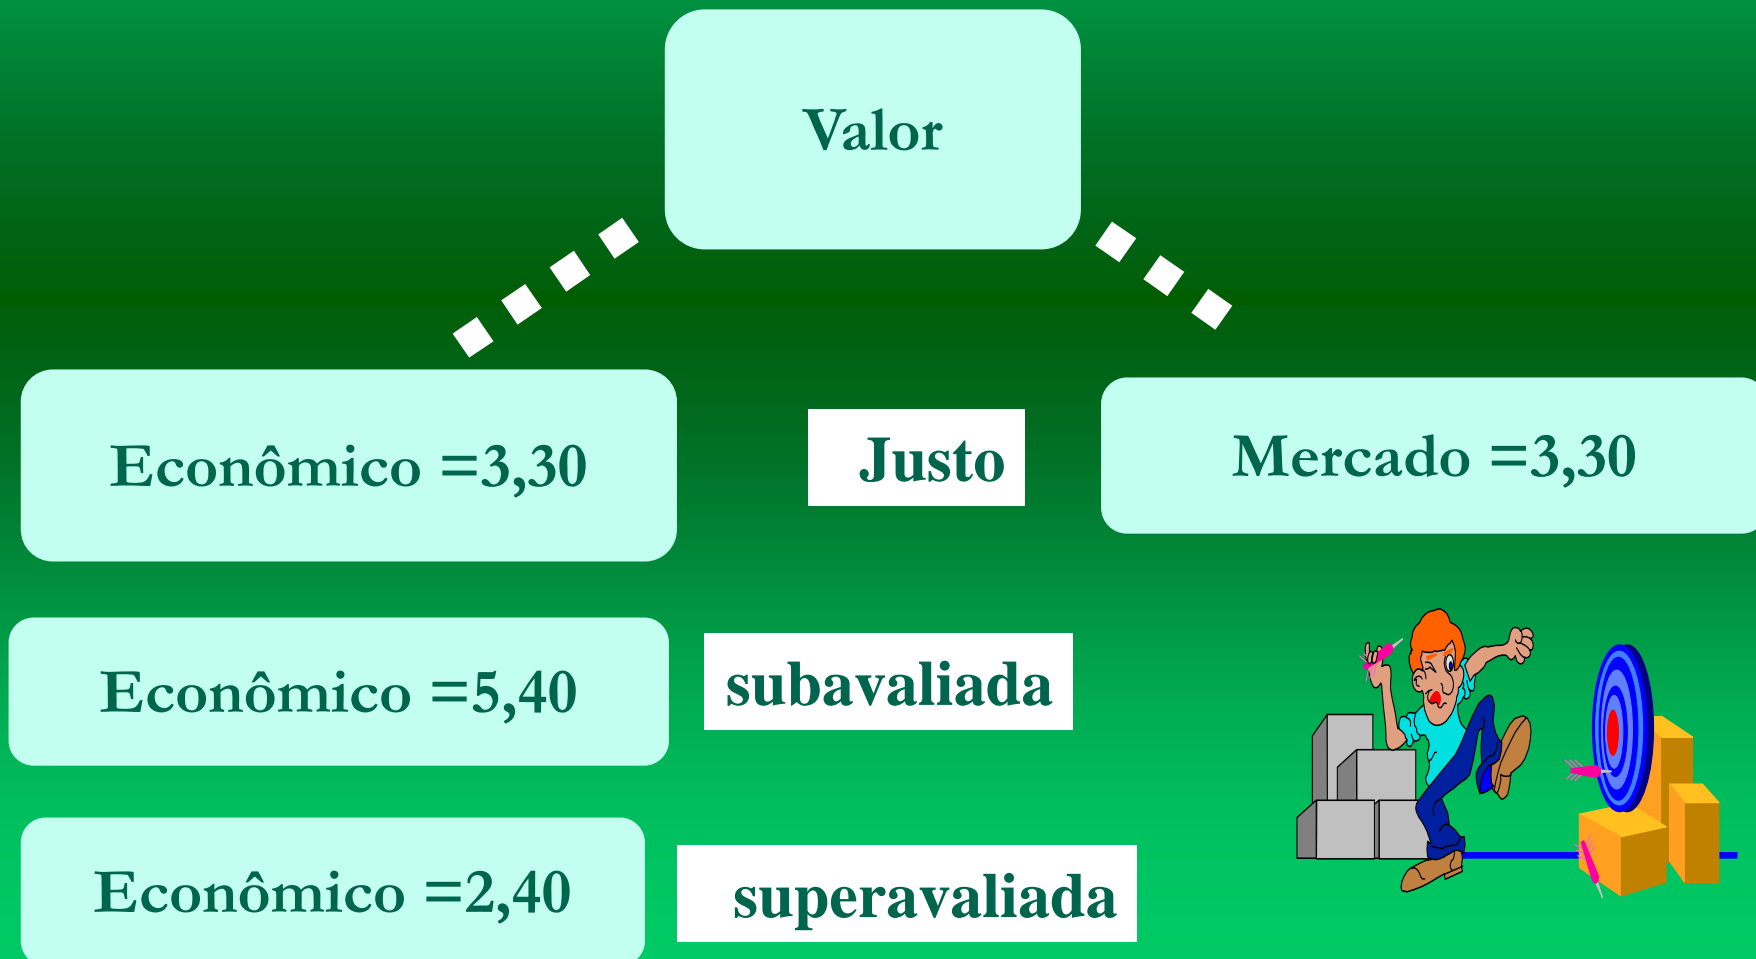 Valor
Econômico =3,30
Justo
Mercado =3,30
Econômico =5,40
subavaliada
Econômico =2,40
superavaliada